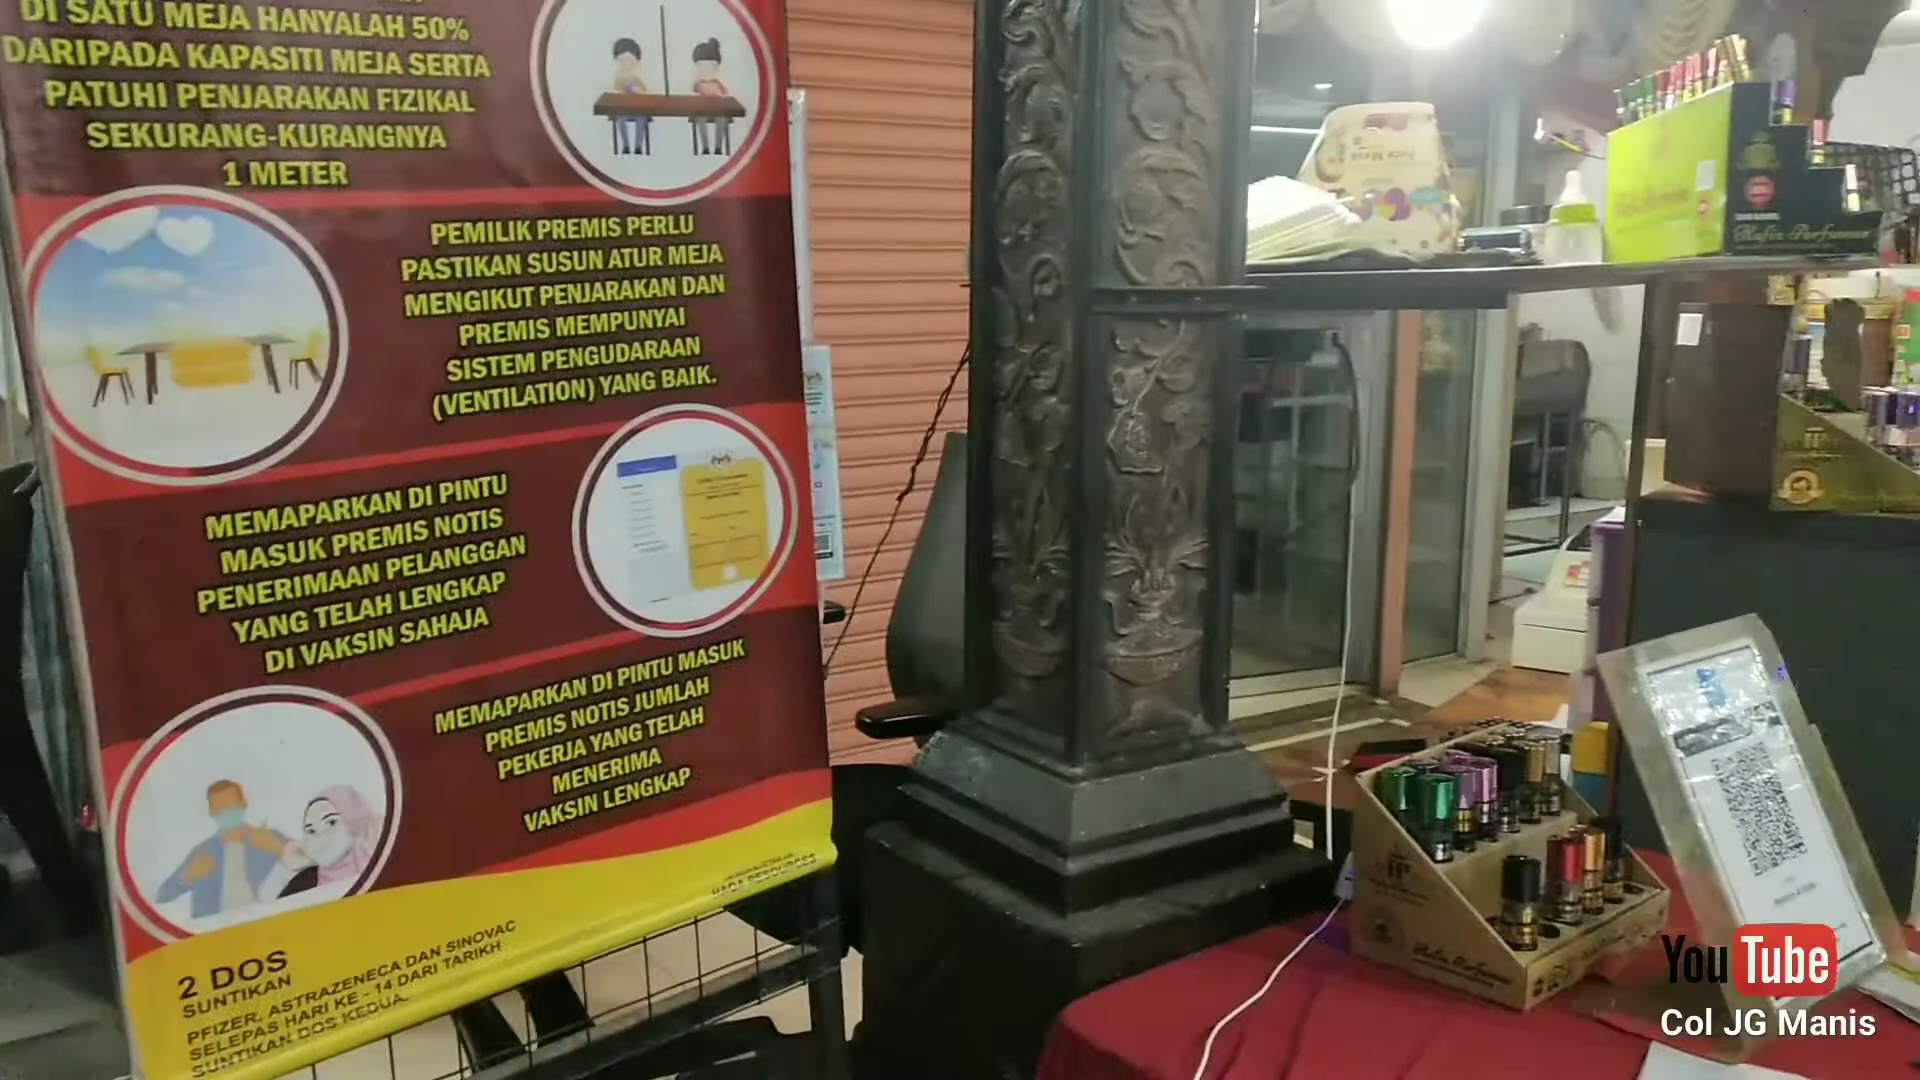 DI SATU MEJA HANYALAH 50%
DARIPADA KAPASITI MEJA SERTA
PATUHI PENJARAKAN FIZIKAL
SEKURANG-KURANGNYA
1 METER
PEMILIK PREMIS PERLU
PASTIKAN SUSUN ATUR MEJA
MENGIKUT PENJARAKAN DAN
PREMIS MEMPUNYAI
SISTEM PENGUDARAAN
(VENTILATION) YANG BAIK.
MEMAPARKAN DI PINTU
MASUK PREMIS NOTIS
PENERIMAAN PELANGGAN
YANG TELAH LENGKAP
DI VAKSIN SAHAJA
MEMAPARKAN DI PINTU MASUK
PREMIS NOTIS JUMLAH
PEKERJA YANG TELAH
MENERIMA
VAKSIN LENGKAP
2 DOS
SUNTIKAN
PFIZER, ASTRAZENECA DAN SINOVAC
SELEPAS HARI KE - 14 DARI TARIKH
SUNTIKAN DOS KEDUA.
Face Mask
YouTube
Col JG Manis